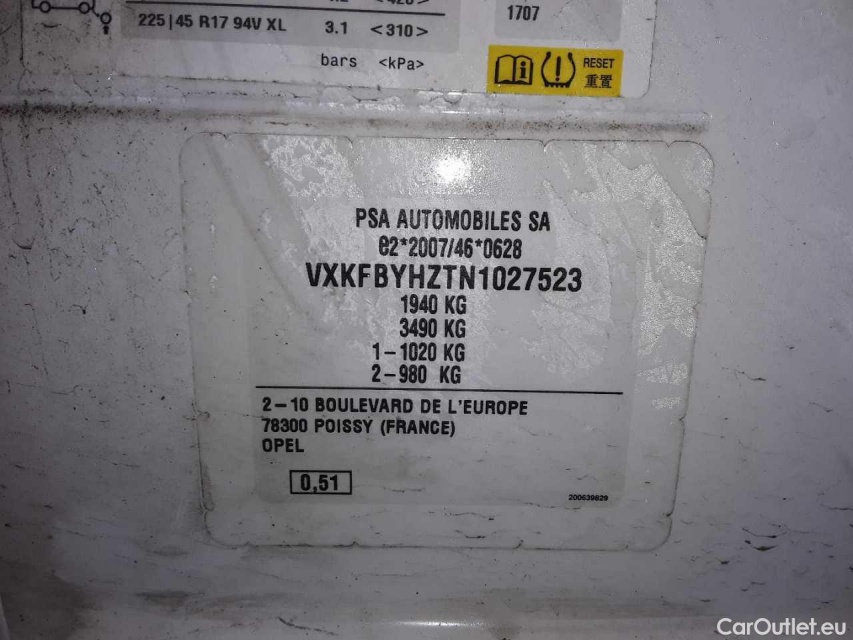 225|45 R17 94V XL 3.1 <310>
bars <kPa>
1707
RESET
重置
PSA AUTOMOBILES SA
e2*2007/46*0628
VXKFBYHZTN1027523
1940 KG
3490 KG
1-1020 KG
2-980 KG
2-10 BOULEVARD DE L'EUROPE
78300 POISSY (FRANCE)
OPEL
0,51
200639829
CarOutlet.eu